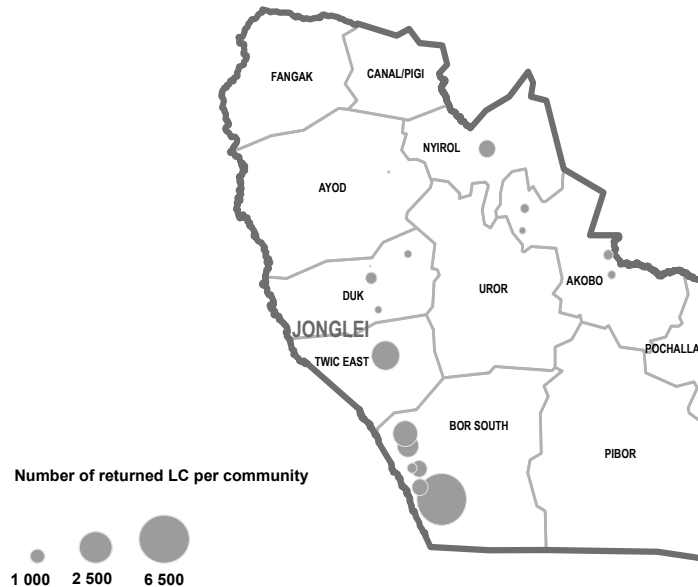 FANGAK
CANAL/PIGI
NYIROL
AYOD
AKOBO
UROR
DUK
JONGLEI
POCHALLA
TWIC EAST
BOR SOUTH
PIBOR
Number of returned LC per community
1 000 2 500 6 500